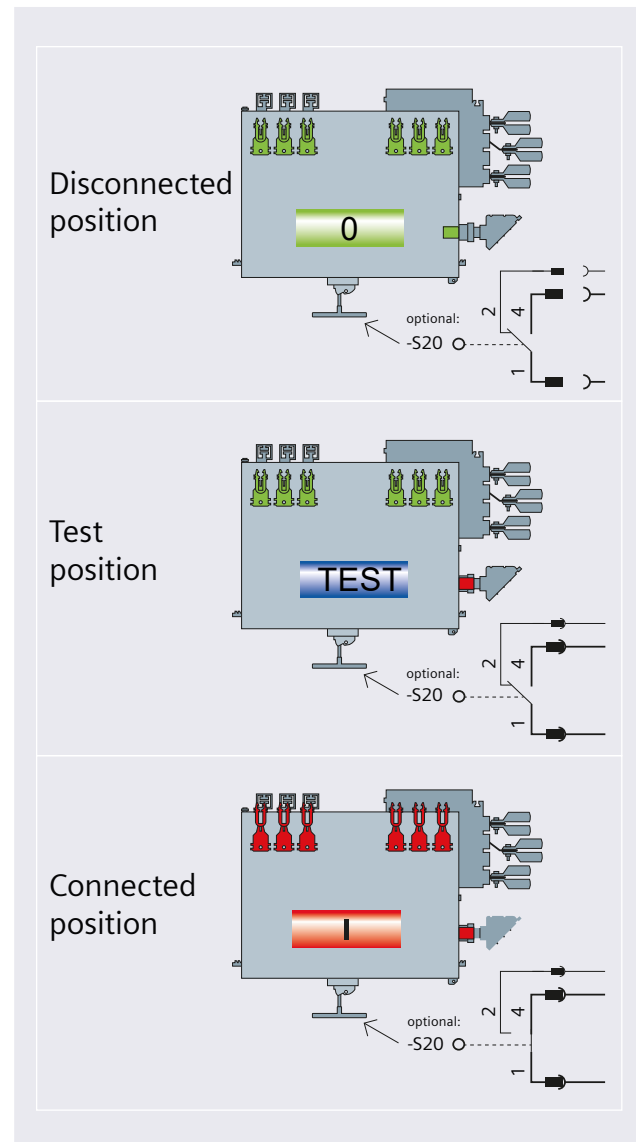 Disconnected
position
0
optional:
-S20
2
4
1
Test
position
TEST
optional:
-S20
2
4
1
Connected
position
I
optional:
-S20
2
4
1